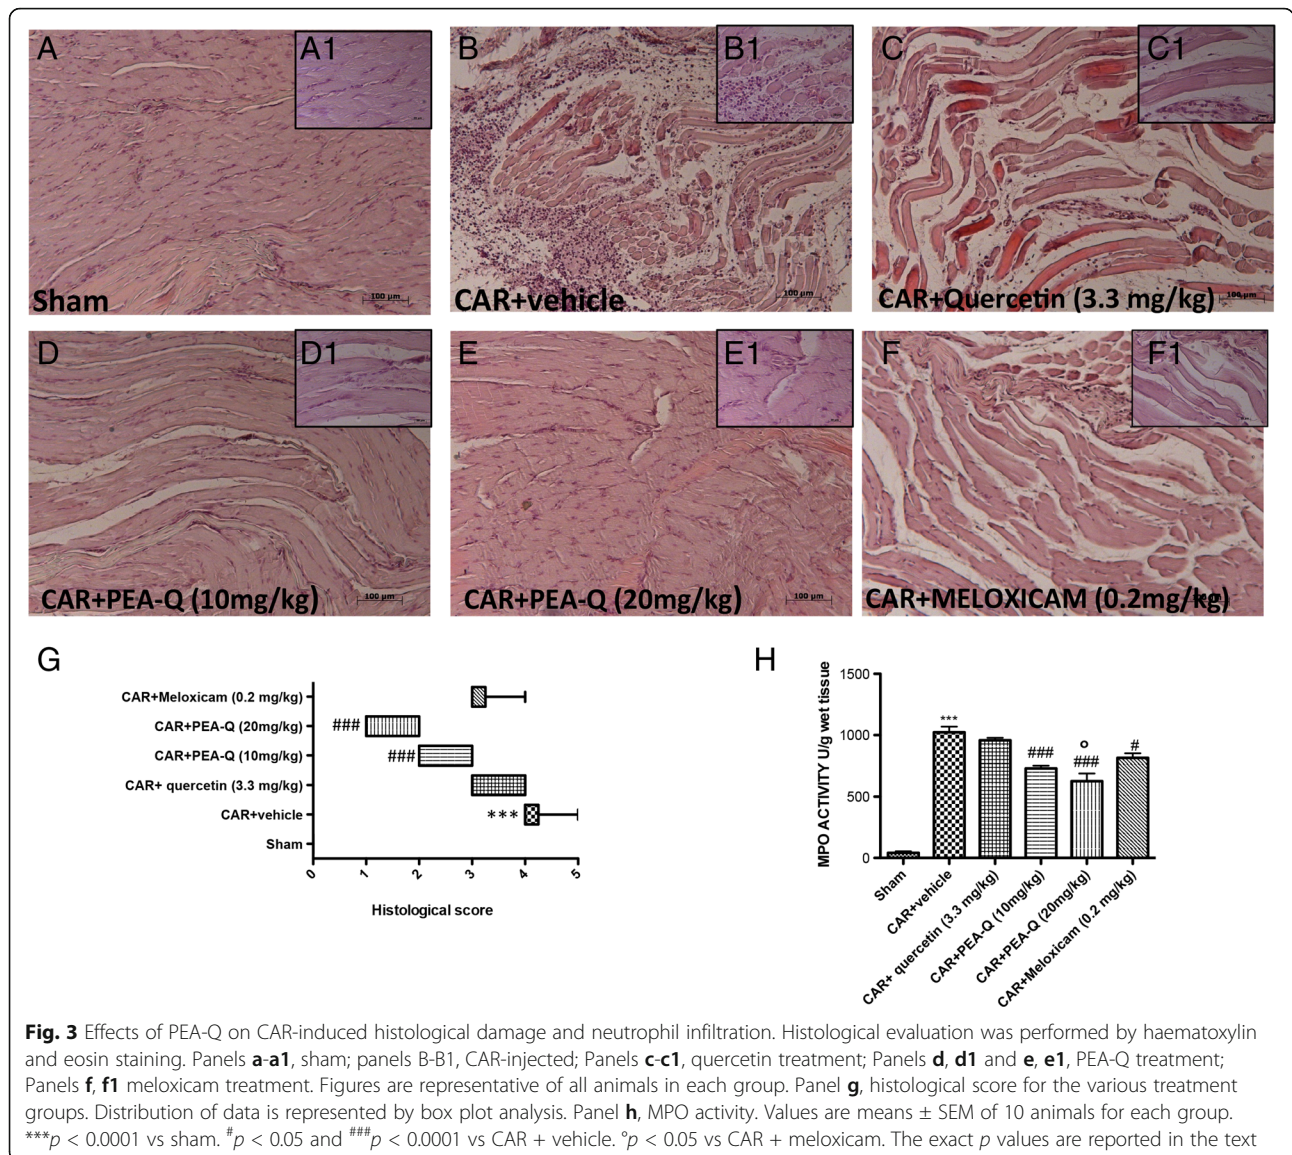 A
A1
B
B1
C
C1
Sham
100 µm
CAR+vehicle
100 µm
CAR+Quercetin (3.3 mg/kg)
100 µm
D
D1
E
E1
F
F1
CAR+PEA-Q (10mg/kg)
100 µm
CAR+PEA-Q (20mg/kg)
100 µm
CAR+MELOXICAM (0.2mg/kg)
G
CAR+Meloxicam (0.2 mg/kg)
CAR+PEA-Q (20mg/kg)
###
CAR+PEA-Q (10mg/kg)
###
CAR+ quercetin (3.3 mg/kg)
CAR+vehicle
***
Sham
0 1 2 3 4 5
Histological score
H
MPO ACTIVITY U/g wet tissue
1500
1000
500
0
***
###
°
###
#
Sham
CAR+vehicle
CAR+ quercetin (3.3 mg/kg)
CAR+PEA-Q (10mg/kg)
CAR+PEA-Q (20mg/kg)
CAR+Meloxicam (0.2 mg/kg)
Fig. 3 Effects of PEA-Q on CAR-induced histological damage and neutrophil infiltration. Histological evaluation was performed by haematoxylin
and eosin staining. Panels a-a1, sham; panels B-B1, CAR-injected; Panels c-c1, quercetin treatment; Panels d, d1 and e, e1, PEA-Q treatment;
Panels f, f1 meloxicam treatment. Figures are representative of all animals in each group. Panel g, histological score for the various treatment
groups. Distribution of data is represented by box plot analysis. Panel h, MPO activity. Values are means ± SEM of 10 animals for each group.
***p < 0.0001 vs sham. #p < 0.05 and ###p < 0.0001 vs CAR + vehicle. °p < 0.05 vs CAR + meloxicam. The exact p values are reported in the text